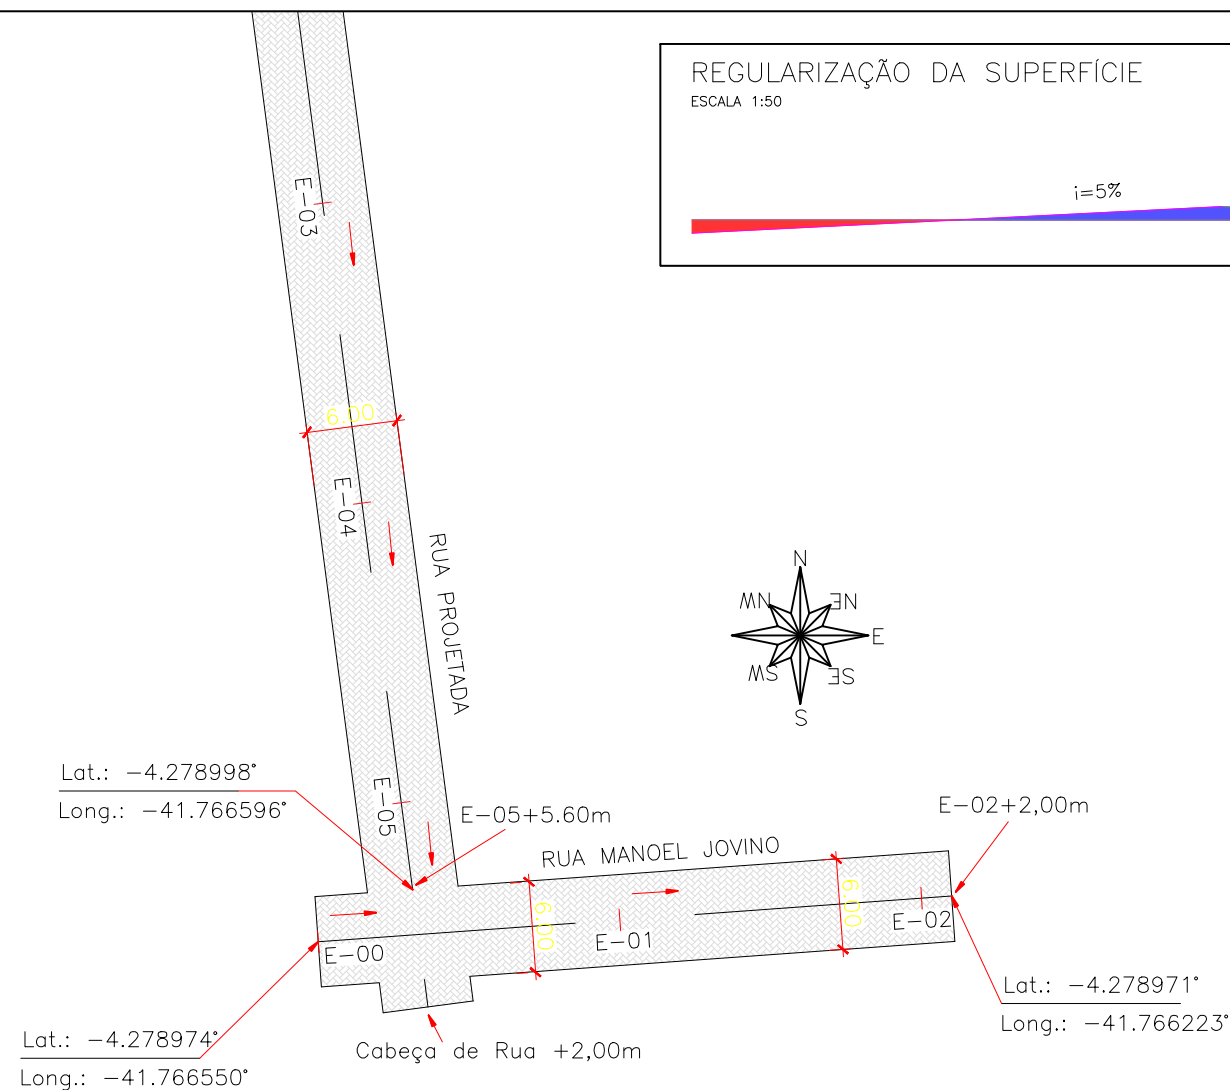 REGULARIZAÇÃO DA SUPERFÍCIE
ESCALA 1:50
i=5%
E-03
6.00
E-04
RUA PROJETADA
N
NW
NE
E
SW
SE
S
Lat.: -4.278998°
Long.: -41.766596°
E-05
E-05+5.60m
E-02+2,00m
RUA MANOEL JOVINO
6.00
6.00
E-00
E-01
E-02
Lat.: -4.278971°
Long.: -41.766223°
Lat.: -4.278974°
Long.: -41.766550°
Cabeça de Rua +2,00m